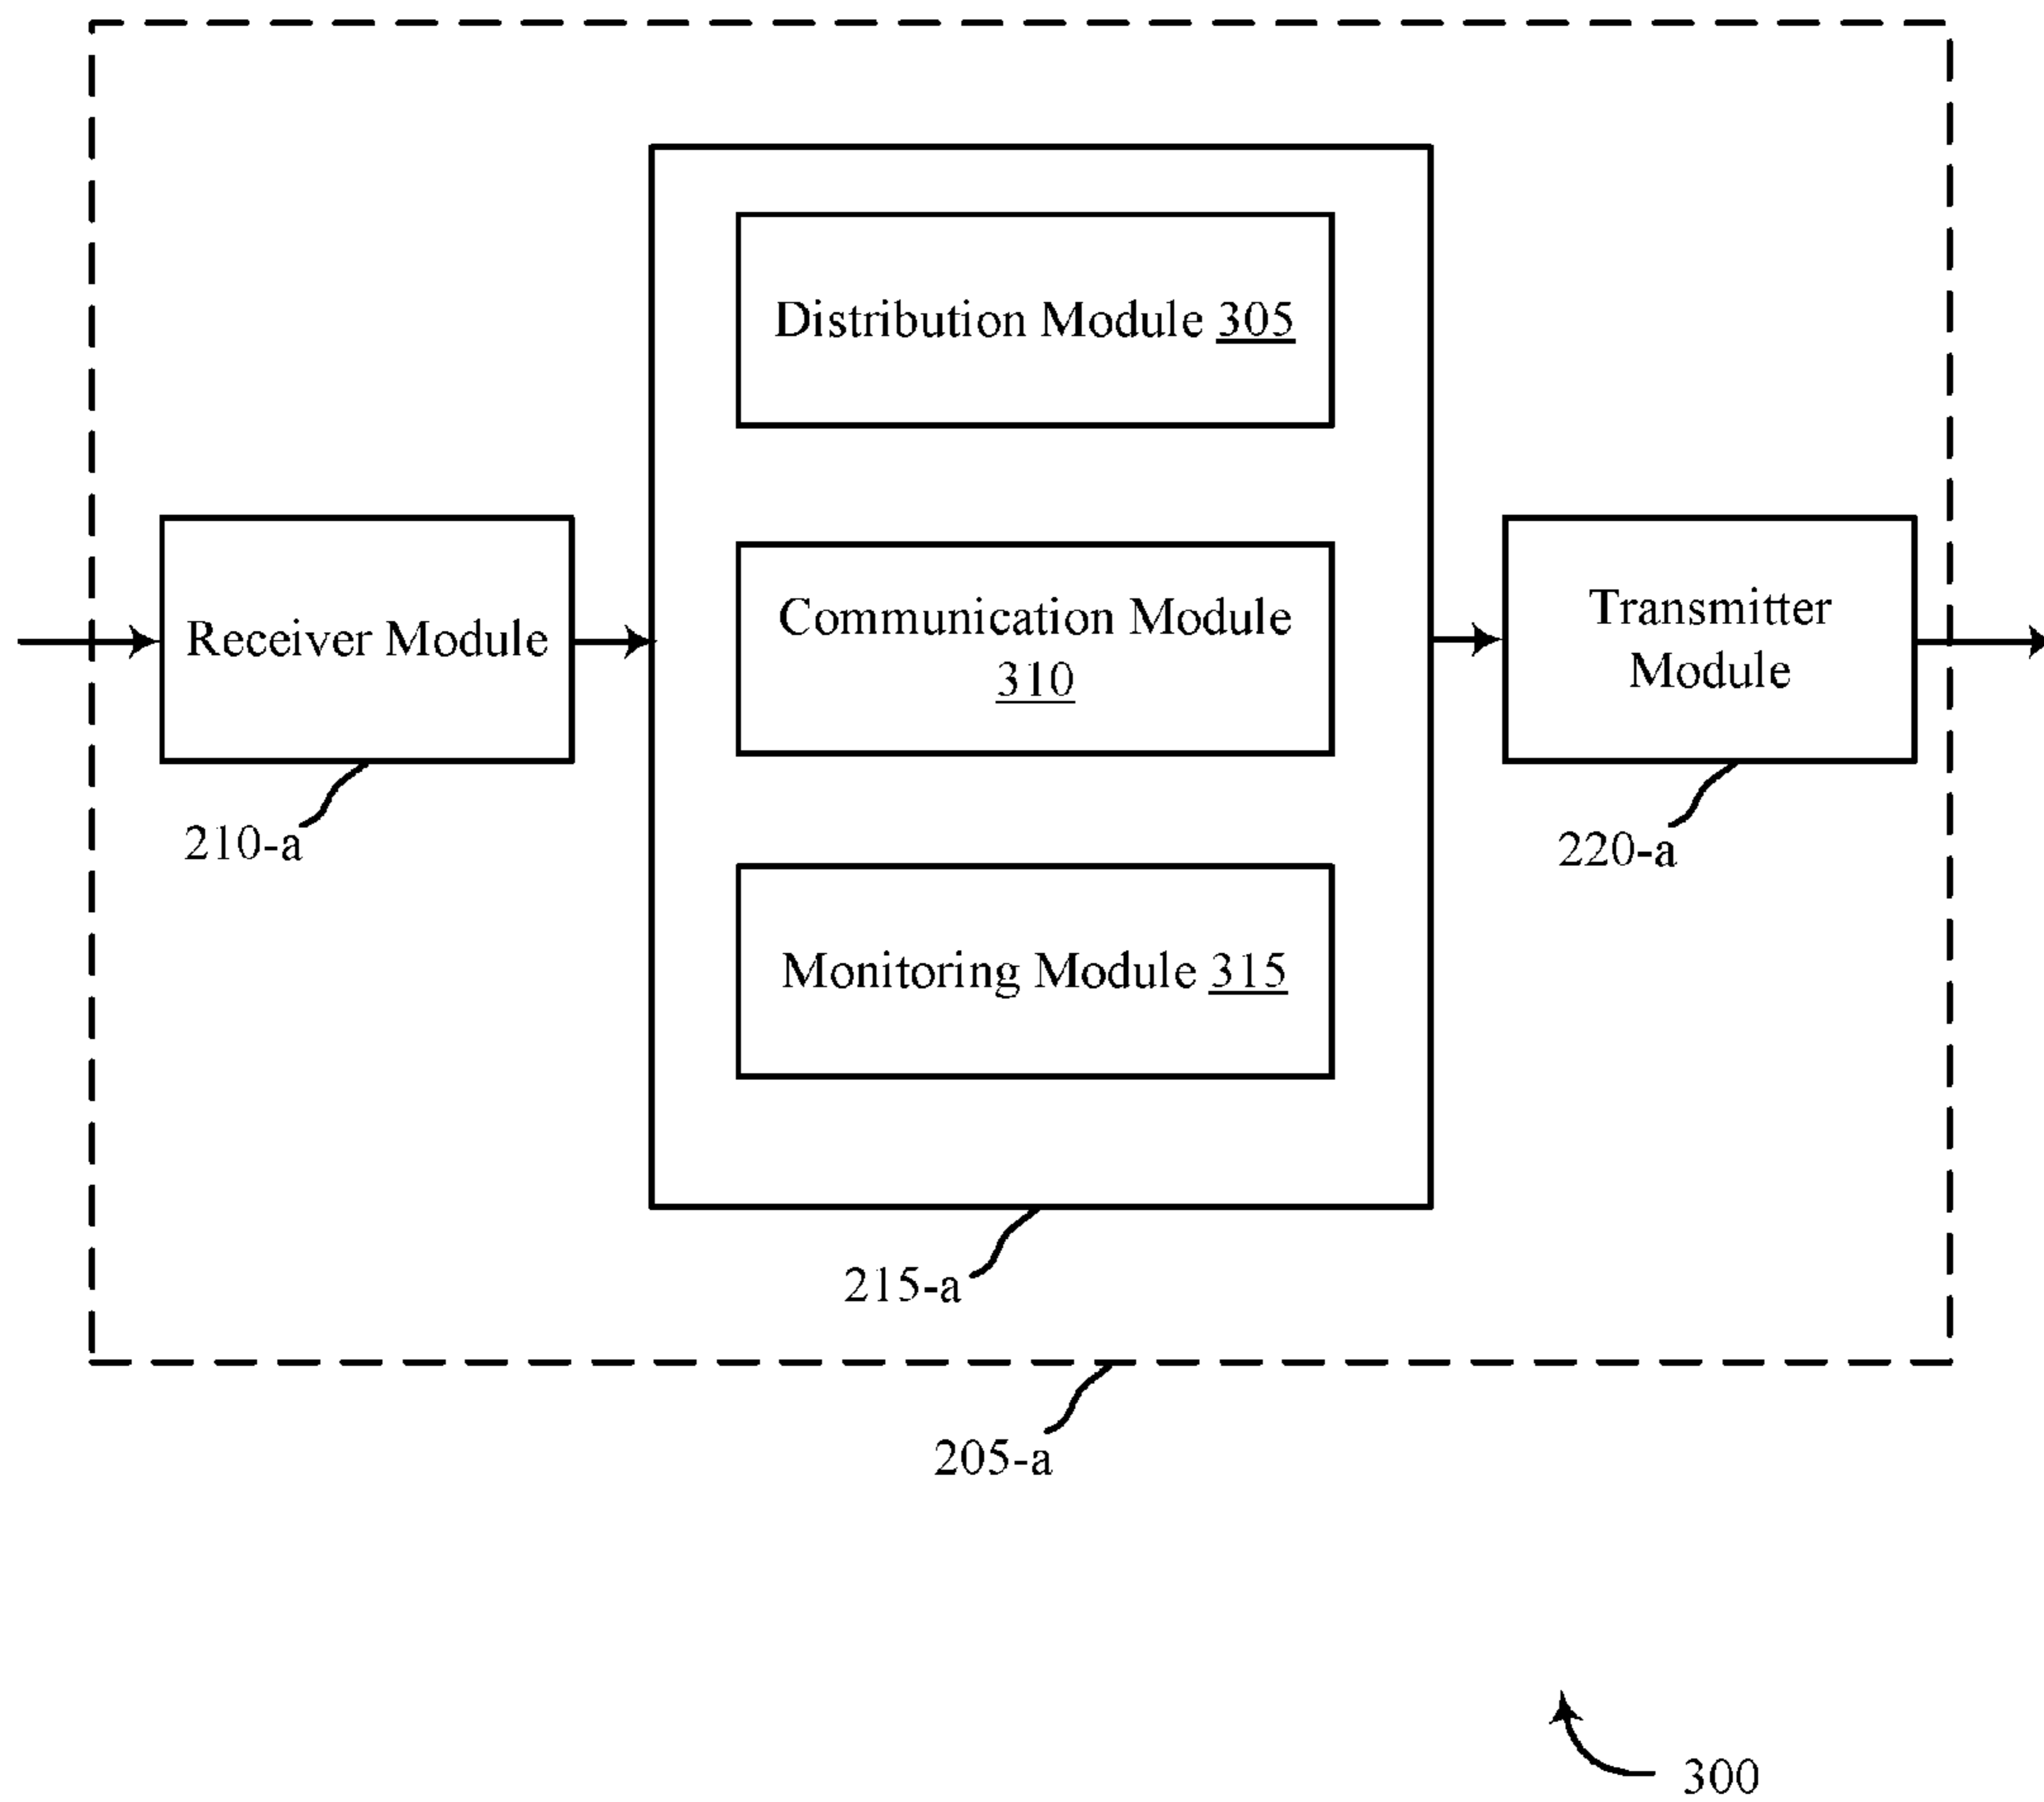 Distribution Module 305
Receiver Module
Communication Module
310
Transmitter
Module
Monitoring Module 315
210-a
220-a
215-a
205-a
300